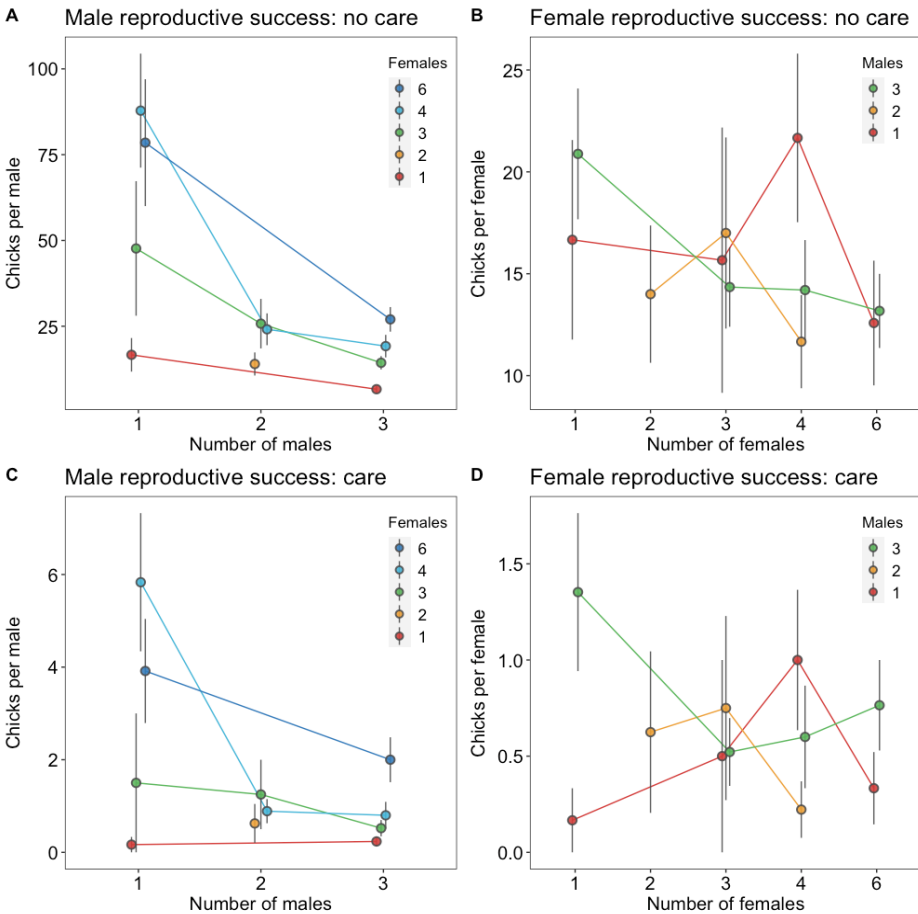 A Male reproductive success: no care
Chicks per male
100
75
50
25
1 2 3
Number of males
Females
6
4
3
2
1
B Female reproductive success: no care
Chicks per female
25
20
15
10
1 2 3 4 6
Number of females
Males
3
2
1
C Male reproductive success: care
Chicks per male
6
4
2
0
1 2 3
Number of males
Females
6
4
3
2
1
D Female reproductive success: care
Chicks per female
1.5
1.0
0.5
0.0
1 2 3 4 6
Number of females
Males
3
2
1